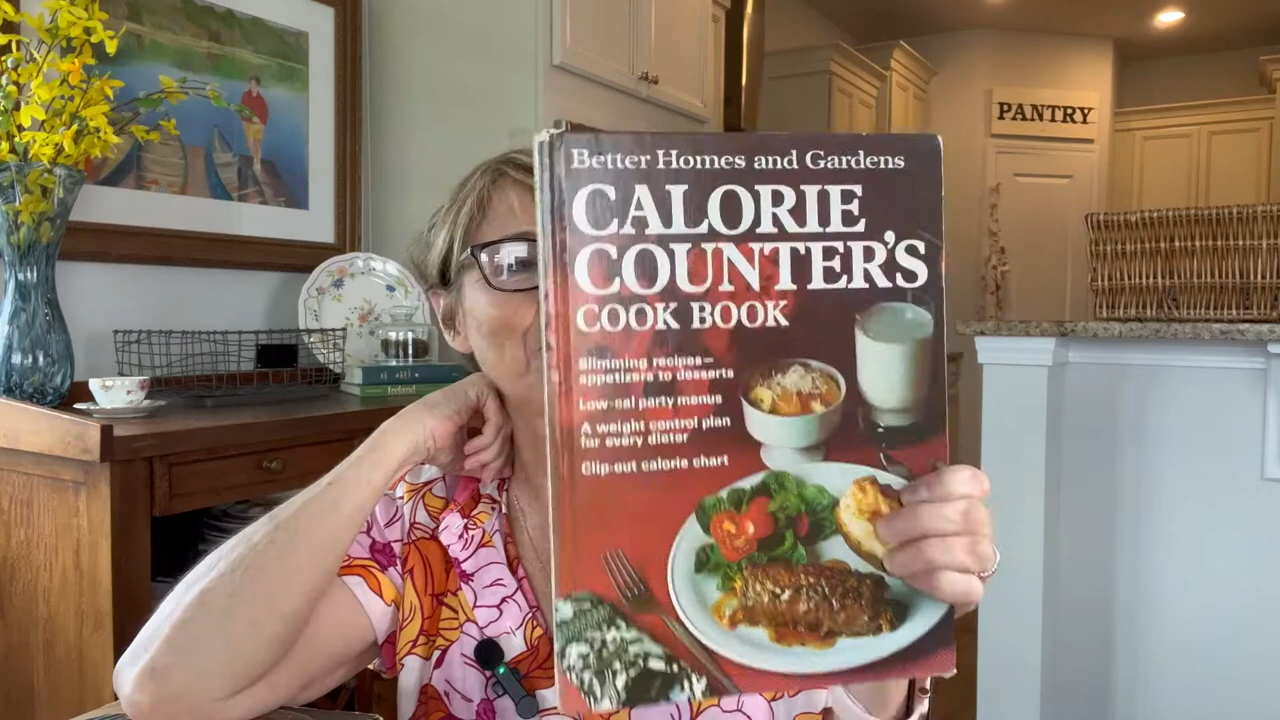 PANTRY
Better Homes and Gardens
CALORIE
COUNTER'S
COOK BOOK
Slimming recipes—
appetizers to desserts
Low-cal party menus
A weight control plan
for every dieter
Clip-out calorie chart
Ireland